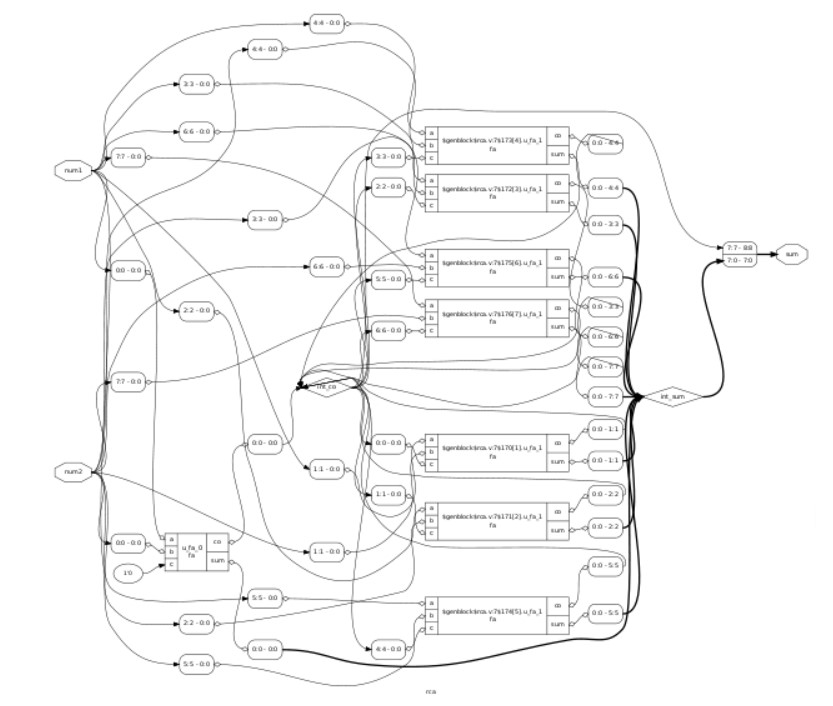 4:4 - 0:0
4:4 - 0:0
3:3 - 0:0
6:6 - 0:0
7:7 - 0:0
num1
3:3 - 0:0
2:2 - 0:0
a
b
c
$genblock$rca.v:7$173[4].u_fa_1
fa
co
sum
a
b
c
$genblock$rca.v:7$172[3].u_fa_1
fa
co
sum
0:0 - 4:4
0:0 - 4:4
0:0 - 3:3
3:3 - 0:0
0:0 - 0:0
6:6 - 0:0
5:5 - 0:0
a
b
c
$genblock$rca.v:7$175[6].u_fa_1
fa
co
sum
0:0 - 6:6
7:7 - 8:8
7:0 - 7:0
sum
2:2 - 0:0
6:6 - 0:0
a
b
c
$genblock$rca.v:7$176[7].u_fa_1
fa
co
sum
0:0 - 3:3
0:0 - 6:6
0:0 - 7:7
0:0 - 7:7
7:7 - 0:0
int_co
int_sum
0:0 - 0:0
0:0 - 0:0
a
b
c
$genblock$rca.v:7$170[1].u_fa_1
fa
co
sum
0:0 - 1:1
0:0 - 1:1
num2
1:1 - 0:0
1:1 - 0:0
a
b
c
$genblock$rca.v:7$171[2].u_fa_1
fa
co
sum
0:0 - 2:2
0:0 - 2:2
0:0 - 0:0
a
b
c
u_fa_0
fa
co
sum
1:1 - 0:0
1'0
0:0 - 5:5
5:5 - 0:0
a
b
c
$genblock$rca.v:7$174[5].u_fa_1
fa
co
sum
0:0 - 5:5
2:2 - 0:0
0:0 - 0:0
4:4 - 0:0
5:5 - 0:0
rca